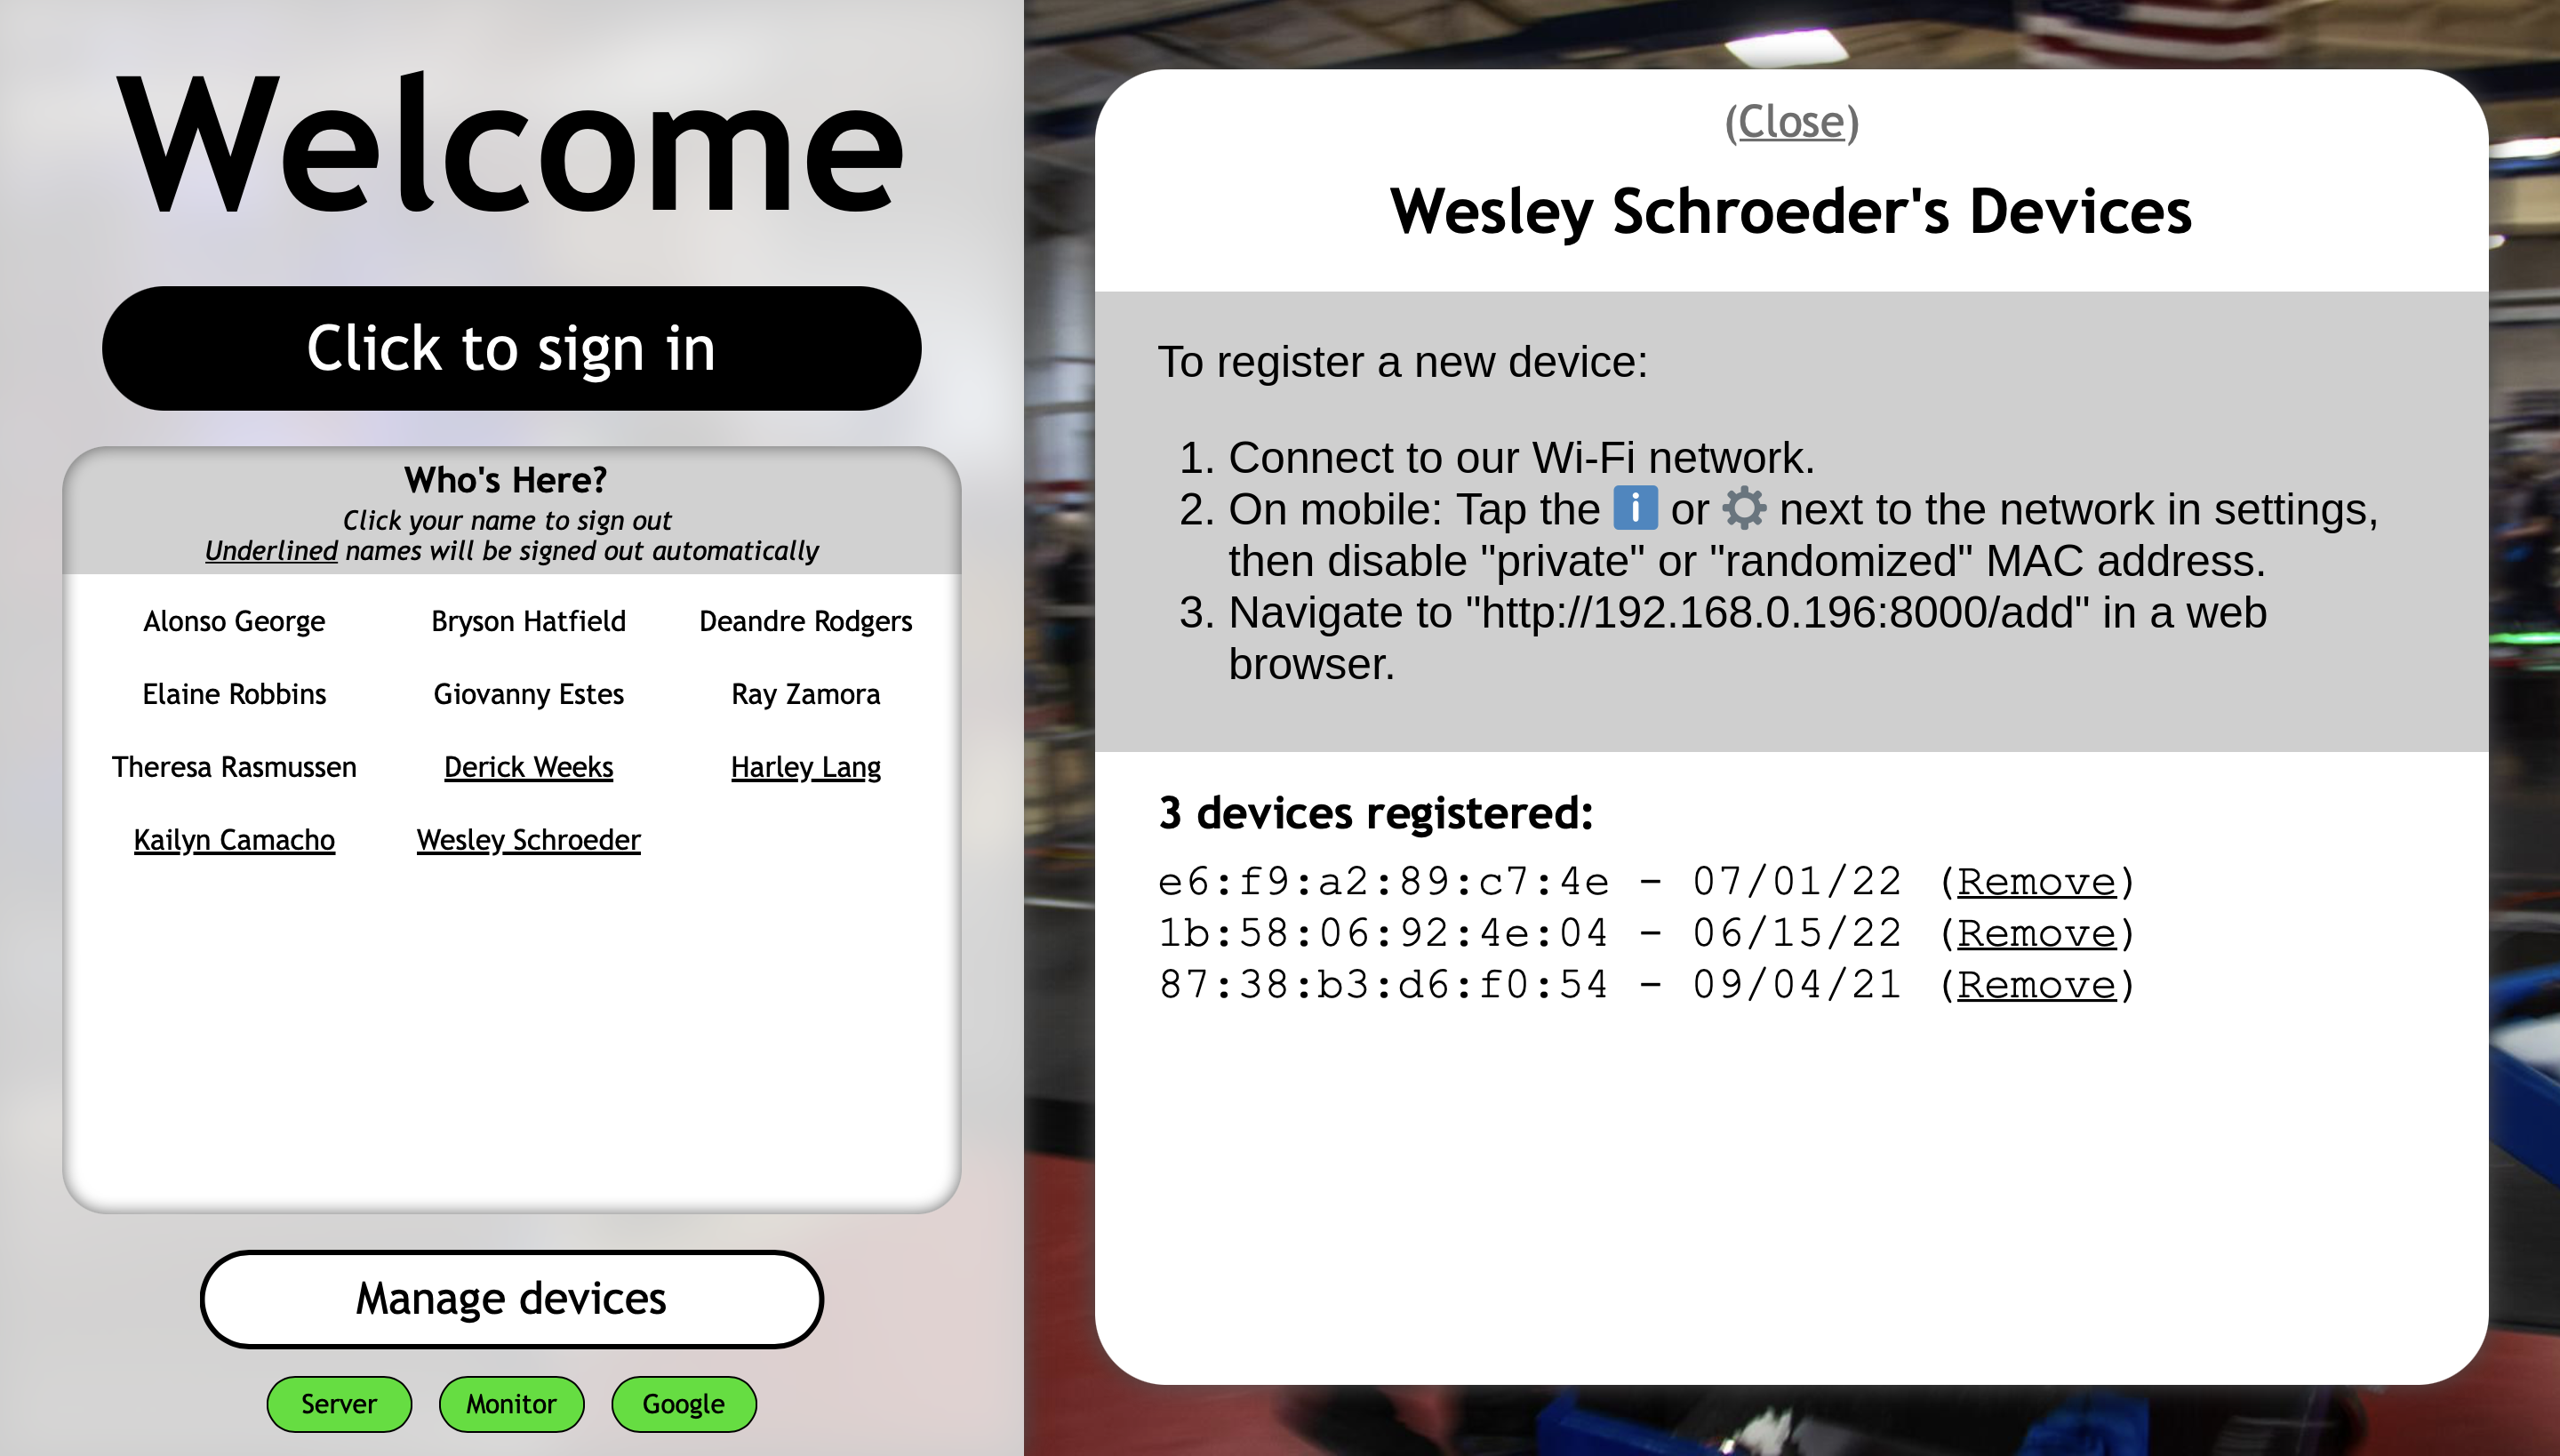 Welcome
Click to sign in
Who's Here?
Click your name to sign out
Underlined names will be signed out automatically
Alonso George Bryson Hatfield Deandre Rodgers
Elaine Robbins Giovanny Estes Ray Zamora
Theresa Rasmussen Derick Weeks Harley Lang
Kailyn Camacho Wesley Schroeder
Manage devices
Server Monitor Google
(Close)
Wesley Schroeder's Devices
To register a new device:
1. Connect to our Wi-Fi network.
2. On mobile: Tap the ℹ️ or ⚙️ next to the network in settings,
then disable "private" or "randomized" MAC address.
3. Navigate to "http://192.168.0.196:8000/add" in a web
browser.
3 devices registered:
e6:f9:a2:89:c7:4e - 07/01/22 (Remove)
1b:58:06:92:4e:04 - 06/15/22 (Remove)
87:38:b3:d6:f0:54 - 09/04/21 (Remove)